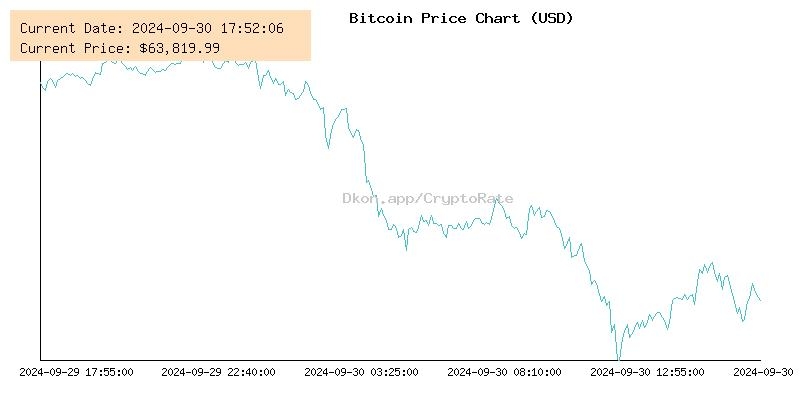 Bitcoin Price Chart (USD)
Current Date: 2024-09-30 17:52:06
Current Price: $63,819.99
Dkon.app/CryptoRate
2024-09-29 17:55:00 2024-09-29 22:40:00 2024-09-30 03:25:00 2024-09-30 08:10:00 2024-09-30 12:55:00 2024-09-30